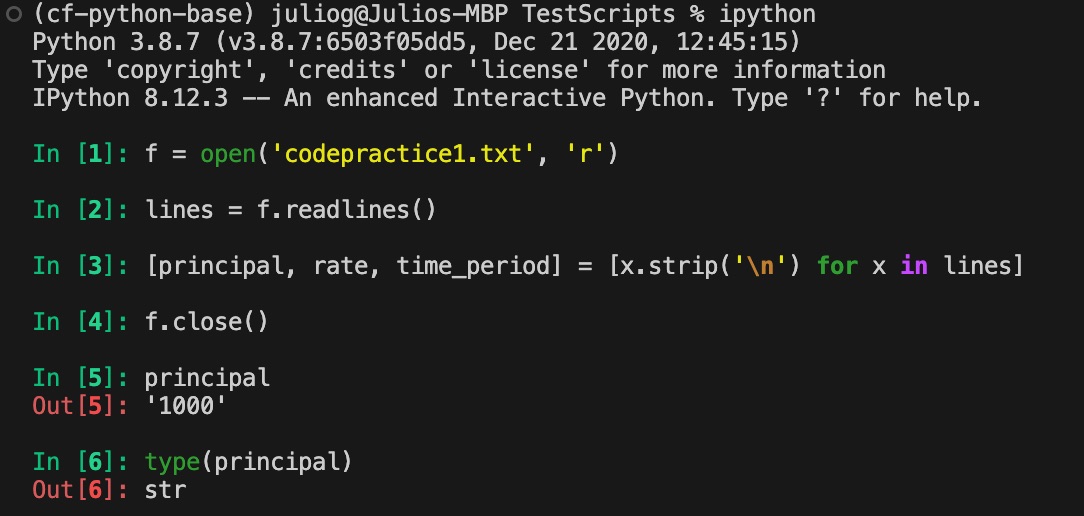 (cf-python-base) juliog@Julios-MBP TestScripts % ipython
Python 3.8.7 (v3.8.7:6503f05dd5, Dec 21 2020, 12:45:15)
Type 'copyright', 'credits' or 'license' for more information
IPython 8.12.3 -- An enhanced Interactive Python. Type '?' for help.
In [1]: f = open('codepractice1.txt', 'r')
In [2]: lines = f.readlines()
In [3]: [principal, rate, time_period] = [x.strip('\n') for x in lines]
In [4]: f.close()
In [5]: principal
Out[5]: '1000'
In [6]: type(principal)
Out[6]: str